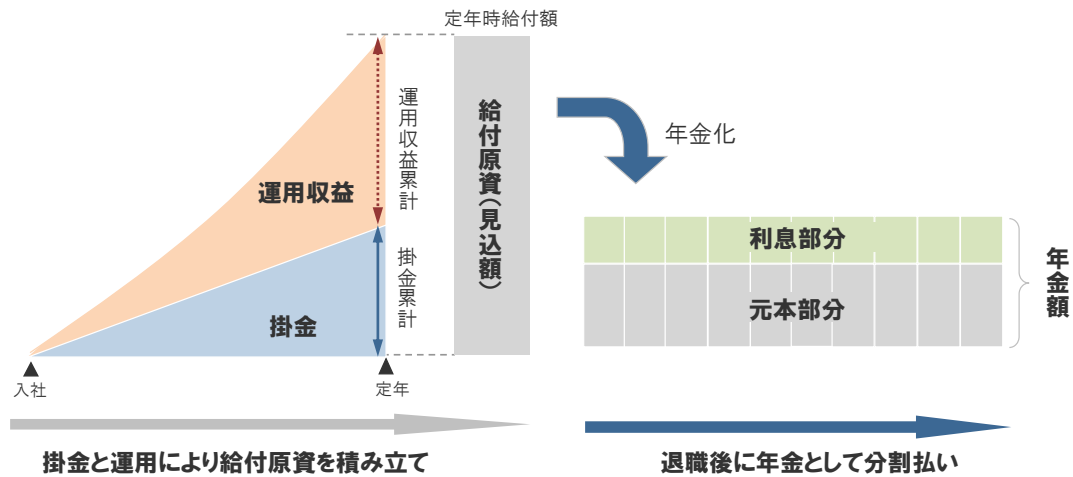 定年時給付額
運用収益累計
運用収益
掛金累計
掛金
入社
定年
給付原資(見込額)
年金化
利息部分
元本部分
年金額
掛金と運用により給付原資を積み立て
退職後に年金として分割払い